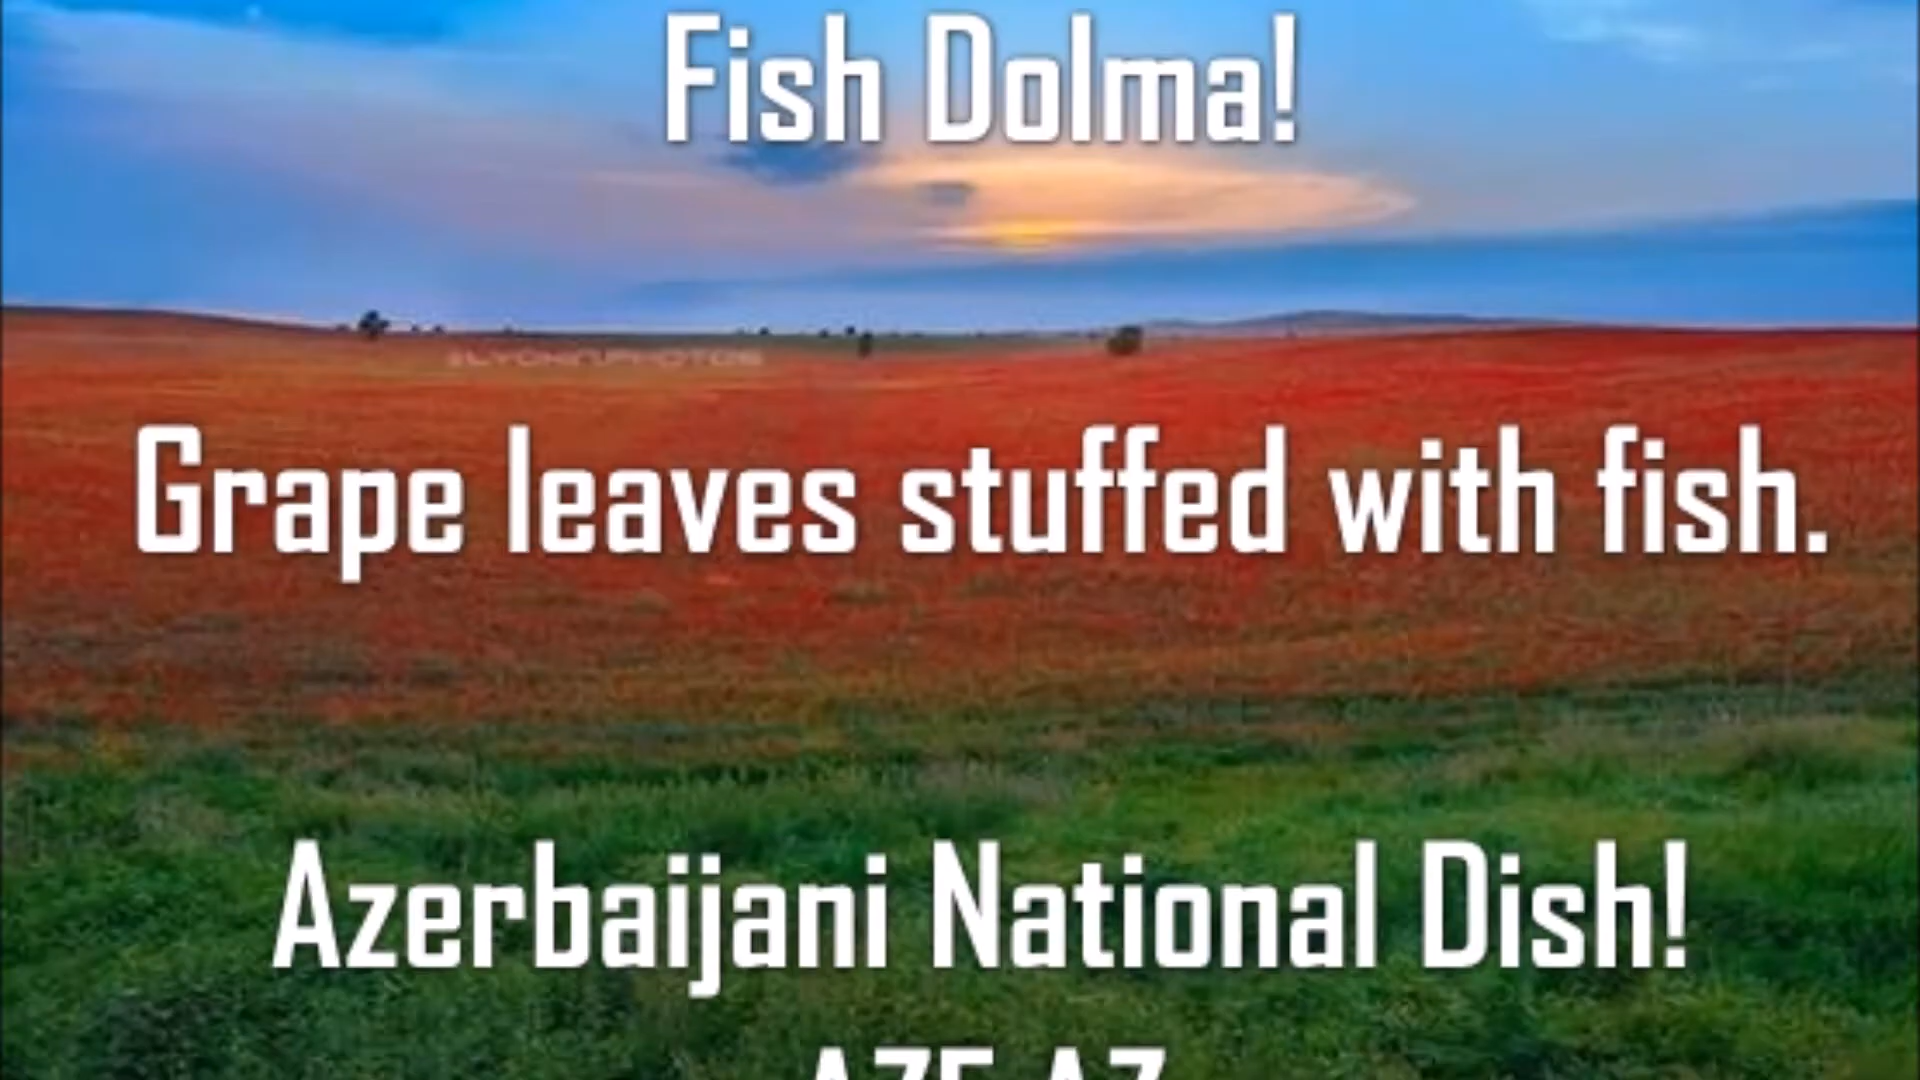 Fish Dolma!
Grape leaves stuffed with fish.
Azerbaijani National Dish!